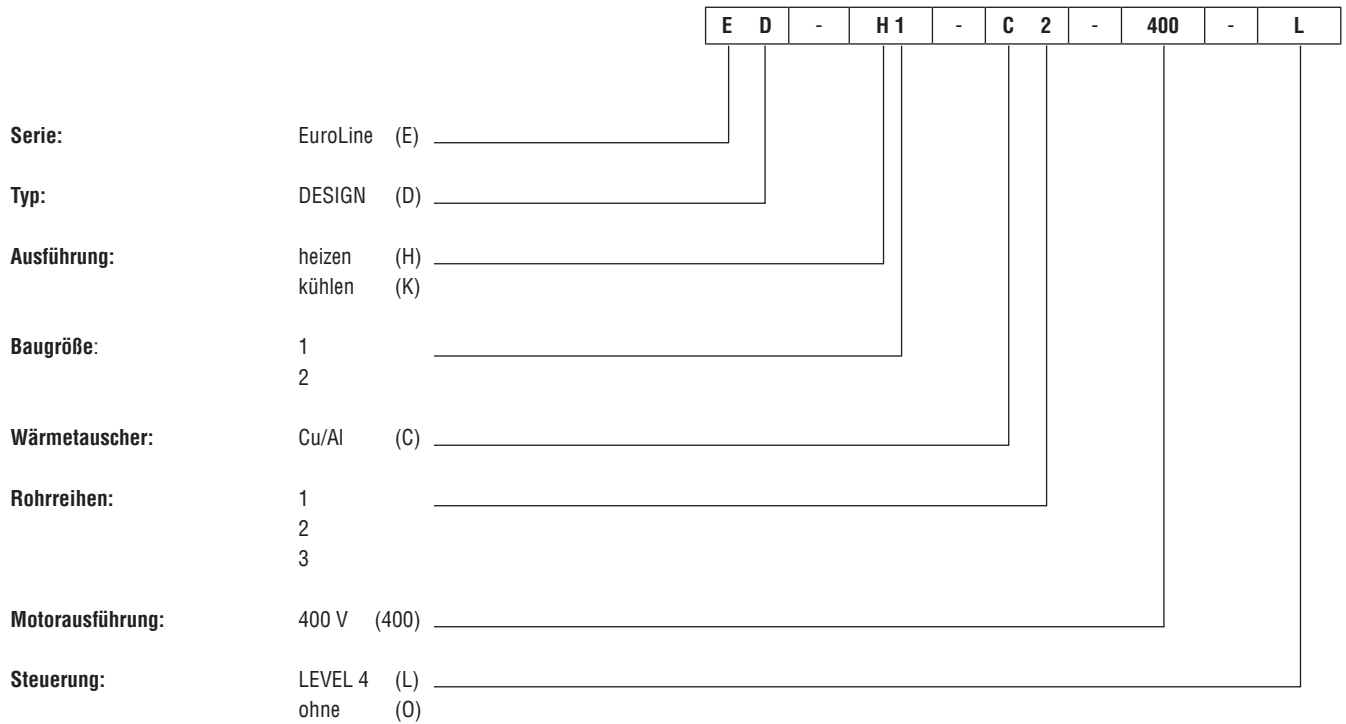 E D - H 1 - C 2 - 400 - L
Serie: EuroLine (E)
Typ: DESIGN (D)
Ausführung: heizen (H)
kühlen (K)
Baugröße: 1
2
Wärmetauscher: Cu/Al (C)
Rohrreihen: 1
2
3
Motorausführung: 400 V (400)
Steuerung: LEVEL 4 (L)
ohne (O)